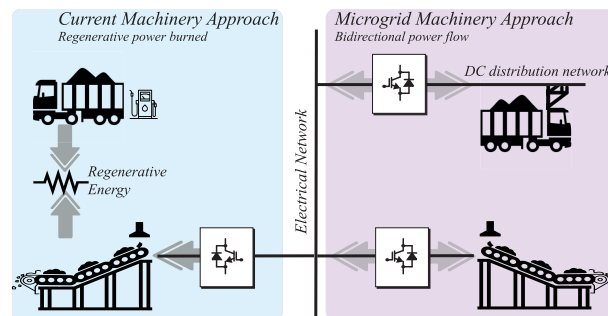 Current Machinery Approach
Regenerative power burned
Regenerative
Energy
Electrical Network
Microgrid Machinery Approach
Bidirectional power flow
DC distribution network